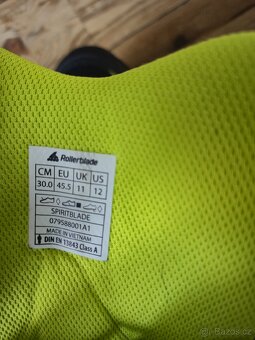 Rollerblade
CM EU UK US
30.0 45.5 11 12
SPIRITBLADE
079588001A1
MADE IN VIETNAM
DIN EN 13843 Class A
sbazar.cz